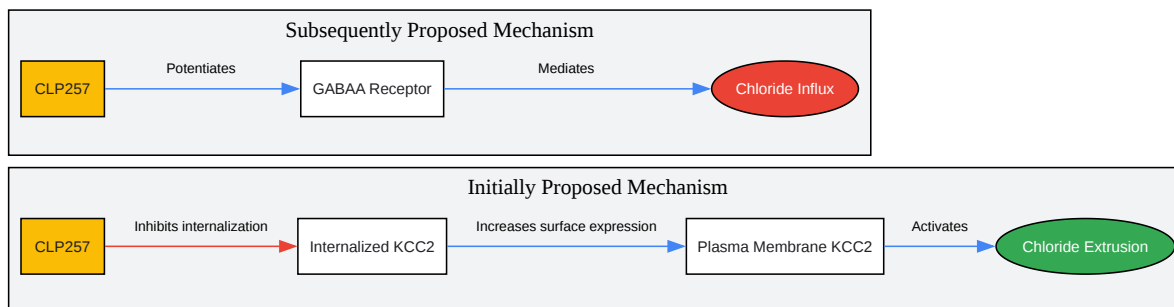 Subsequently Proposed Mechanism
CLP257
Potentiates
GABAA Receptor
Mediates
Chloride Influx
Initially Proposed Mechanism
CLP257
Inhibits internalization
Internalized KCC2
Increases surface expression
Plasma Membrane KCC2
Activates
Chloride Extrusion